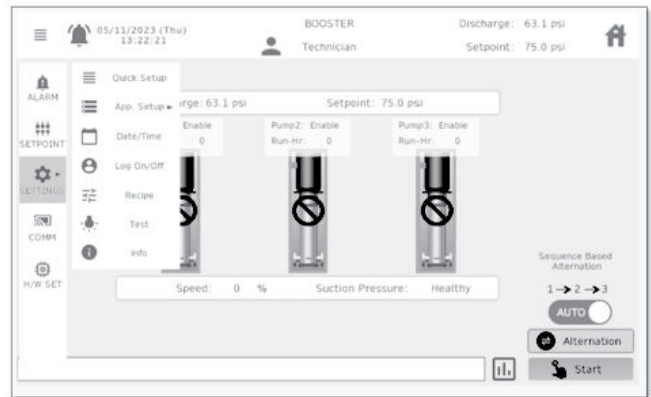 05/11/2023 (Thu)
13:22:21
BOOSTER
Technician
Discharge: 63.1 psi
Setpoint: 75.0 psi
ALARM
SETPOINT
SETTINGS
COMM
H/W SET
Quick Setup
App. Setup
Date/Time
Log On/Off
Recipe
Test
Info
rge: 63.1 psi
Setpoint: 75.0 psi
Enable
0
Pump2: Enable
Run-Hr: 0
Pump3: Enable
Run-Hr: 0
Speed: 0 %
Suction Pressure: Healthy
Sequence Based
Alternation
1 → 2 → 3
AUTO
Alternation
Start